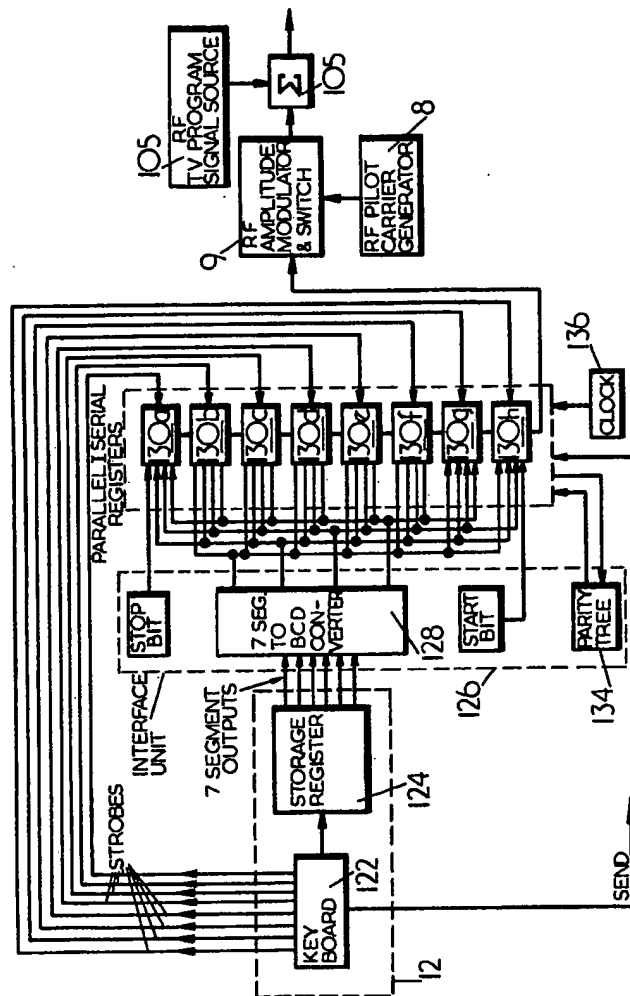 105
RF
TV PROGRAM
SIGNAL SOURCE
Σ
105
9
RF
AMPLITUDE
MODULATOR
& SWITCH
RF PILOT
CARRIER
GENERATOR
8
PARALLEL I SERIAL
REGISTERS
30a
30b
30c
30d
30e
30f
30g
30h
CLOCK
136
INTERFACE
UNIT
STOP
BIT
7 SEG.
TO
BCD
CON-
VERTER
128
START
BIT
126
PARITY
TREE
134
7 SEGMENT
OUTPUTS
STORAGE
REGISTER
124
STROBES
KEY
BOARD
122
12
SEND